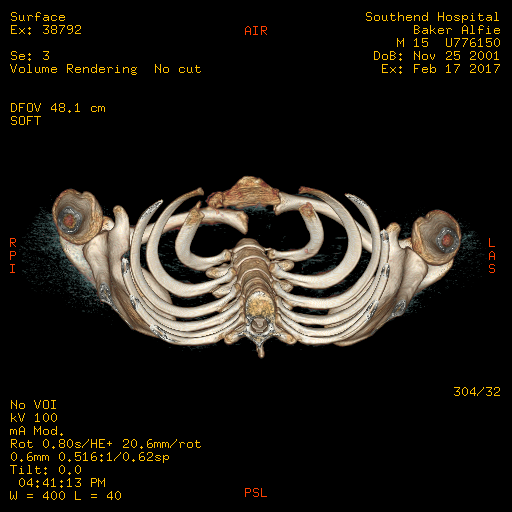 Surface
Ex: 38792
Se: 3
Volume Rendering No cut
DFOV 48.1 cm
SOFT
AIR
Southend Hospital
Baker Alfie
M 15 U776150
DoB: Nov 25 2001
Ex: Feb 17 2017
R
P
I
L
A
S
304/32
No VOI
kV 100
mA Mod.
Rot 0.80s/HE+ 20.6mm/rot
0.6mm 0.516:1/0.62sp
Tilt: 0.0
04:41:13 PM
W = 400 L = 40
PSL